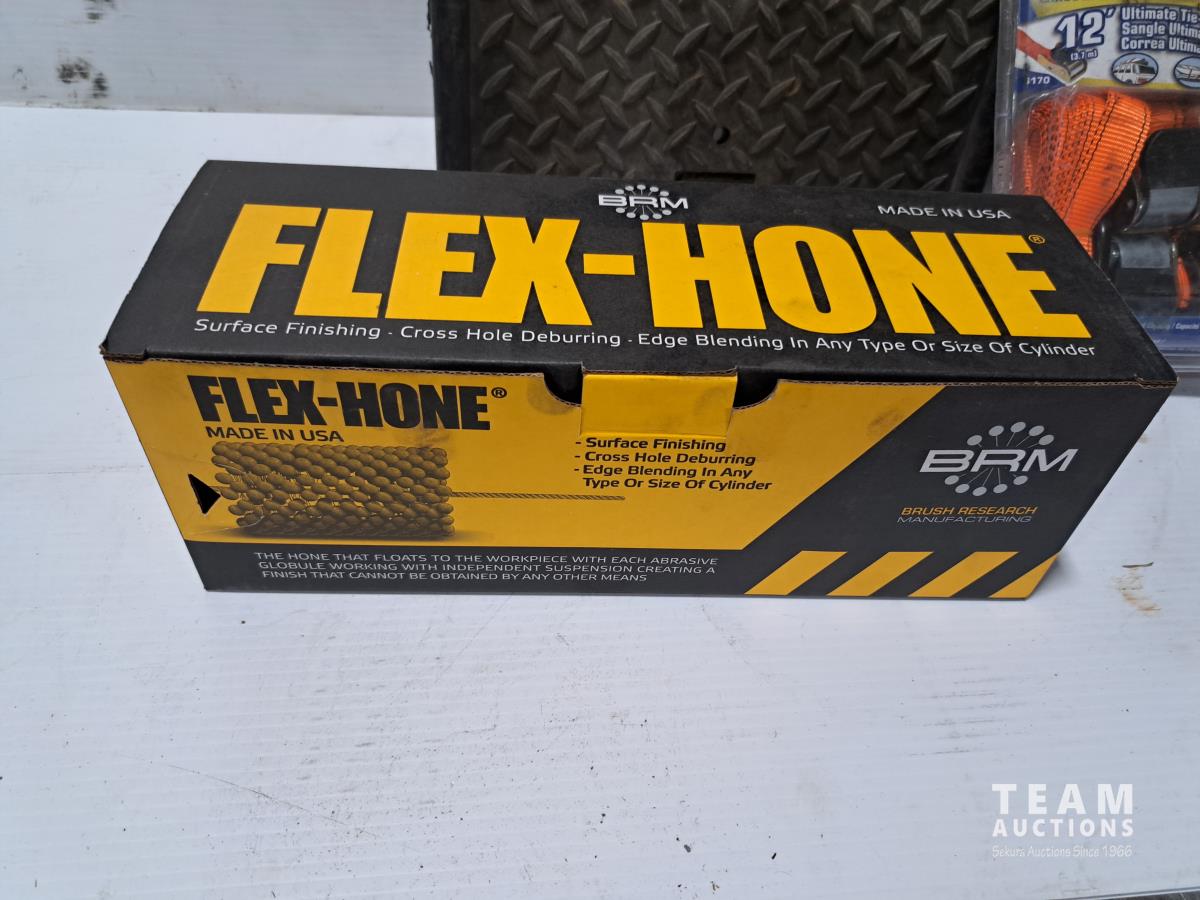 12' Ultimate Tie
(3.7 m) Sangle Ultim
Correa Ultim
BRM
MADE IN USA
FLEX-HONE®
Surface Finishing - Cross Hole Deburring - Edge Blending In Any Type Or Size Of Cylinder
FLEX-HONE®
MADE IN USA
- Surface Finishing
- Cross Hole Deburring
- Edge Blending In Any
Type Or Size Of Cylinder
BRM
BRUSH RESEARCH
MANUFACTURING
THE HONE THAT FLOATS TO THE WORKPIECE WITH EACH ABRASIVE
GLOBULE WORKING WITH INDEPENDENT SUSPENSION CREATING A
FINISH THAT CANNOT BE OBTAINED BY ANY OTHER MEANS
TEAM
AUCTIONS
Sekurs Auctions Since 1966